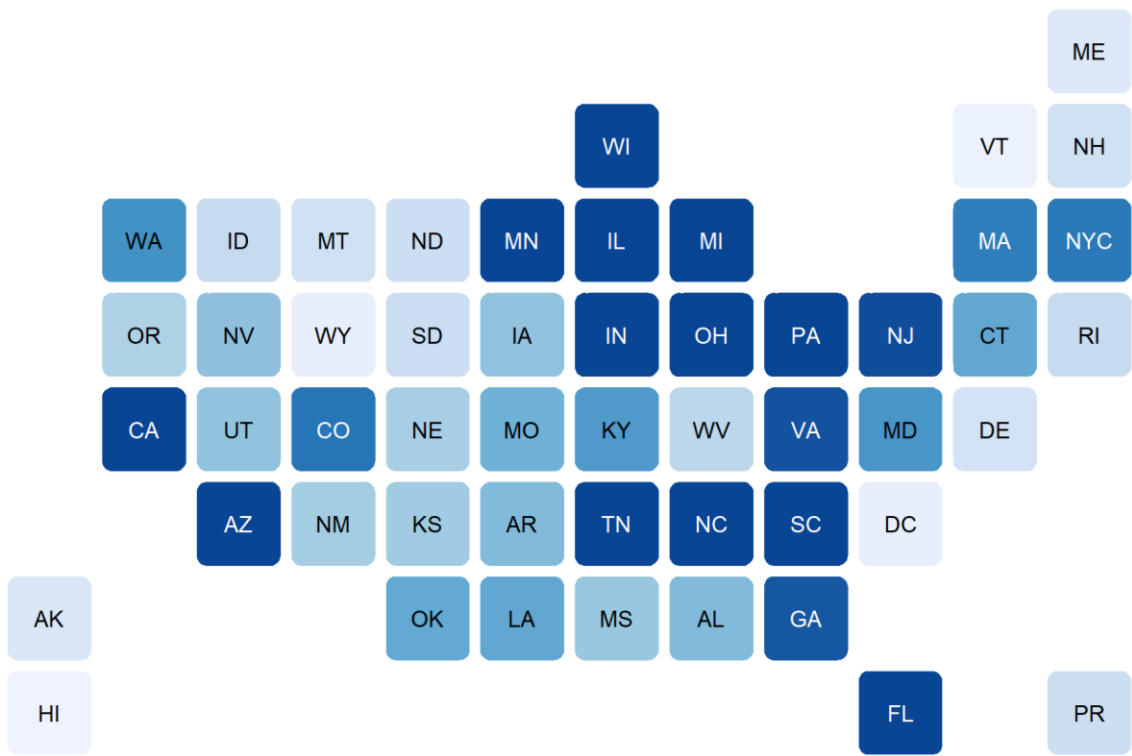 ME
WI VT NH
WA ID MT ND MN IL MI MA NYC
OR NV WY SD IA IN OH PA NJ CT RI
CA UT CO NE MO KY WV VA MD DE
AZ NM KS AR TN NC SC DC
AK OK LA MS AL GA
HI FL PR